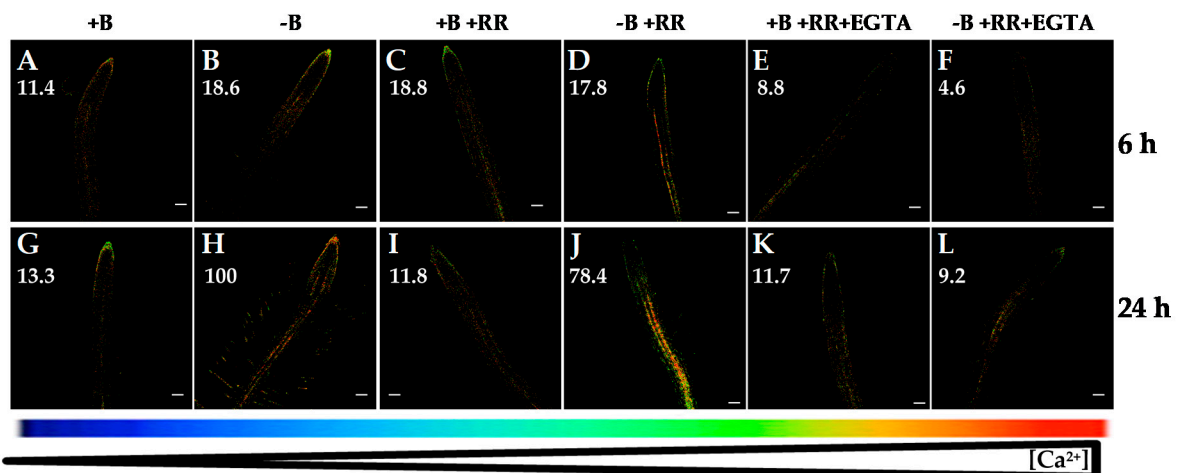 +B -B +B +RR -B +RR +B +RR+EGTA -B +RR+EGTA
A B C D E F
11.4 18.6 18.8 17.8 8.8 4.6
6 h
G H I J K L
13.3 100 11.8 78.4 11.7 9.2
24 h
[Ca²⁺]